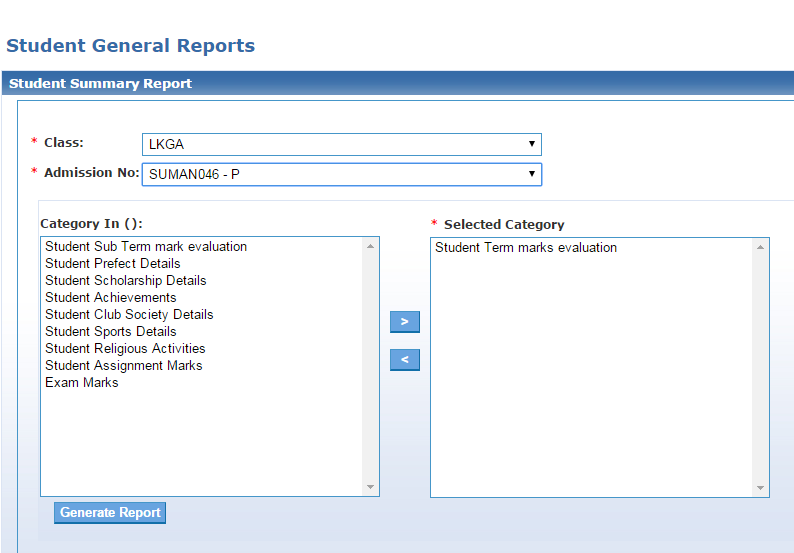 Student General Reports
Student Summary Report
* Class: LKGA
* Admission No: SUMAN046 - P
Category In ():
Student Sub Term mark evaluation
Student Prefect Details
Student Scholarship Details
Student Achievements
Student Club Society Details
Student Sports Details
Student Religious Activities
Student Assignment Marks
Exam Marks
>
<
* Selected Category
Student Term marks evaluation
Generate Report